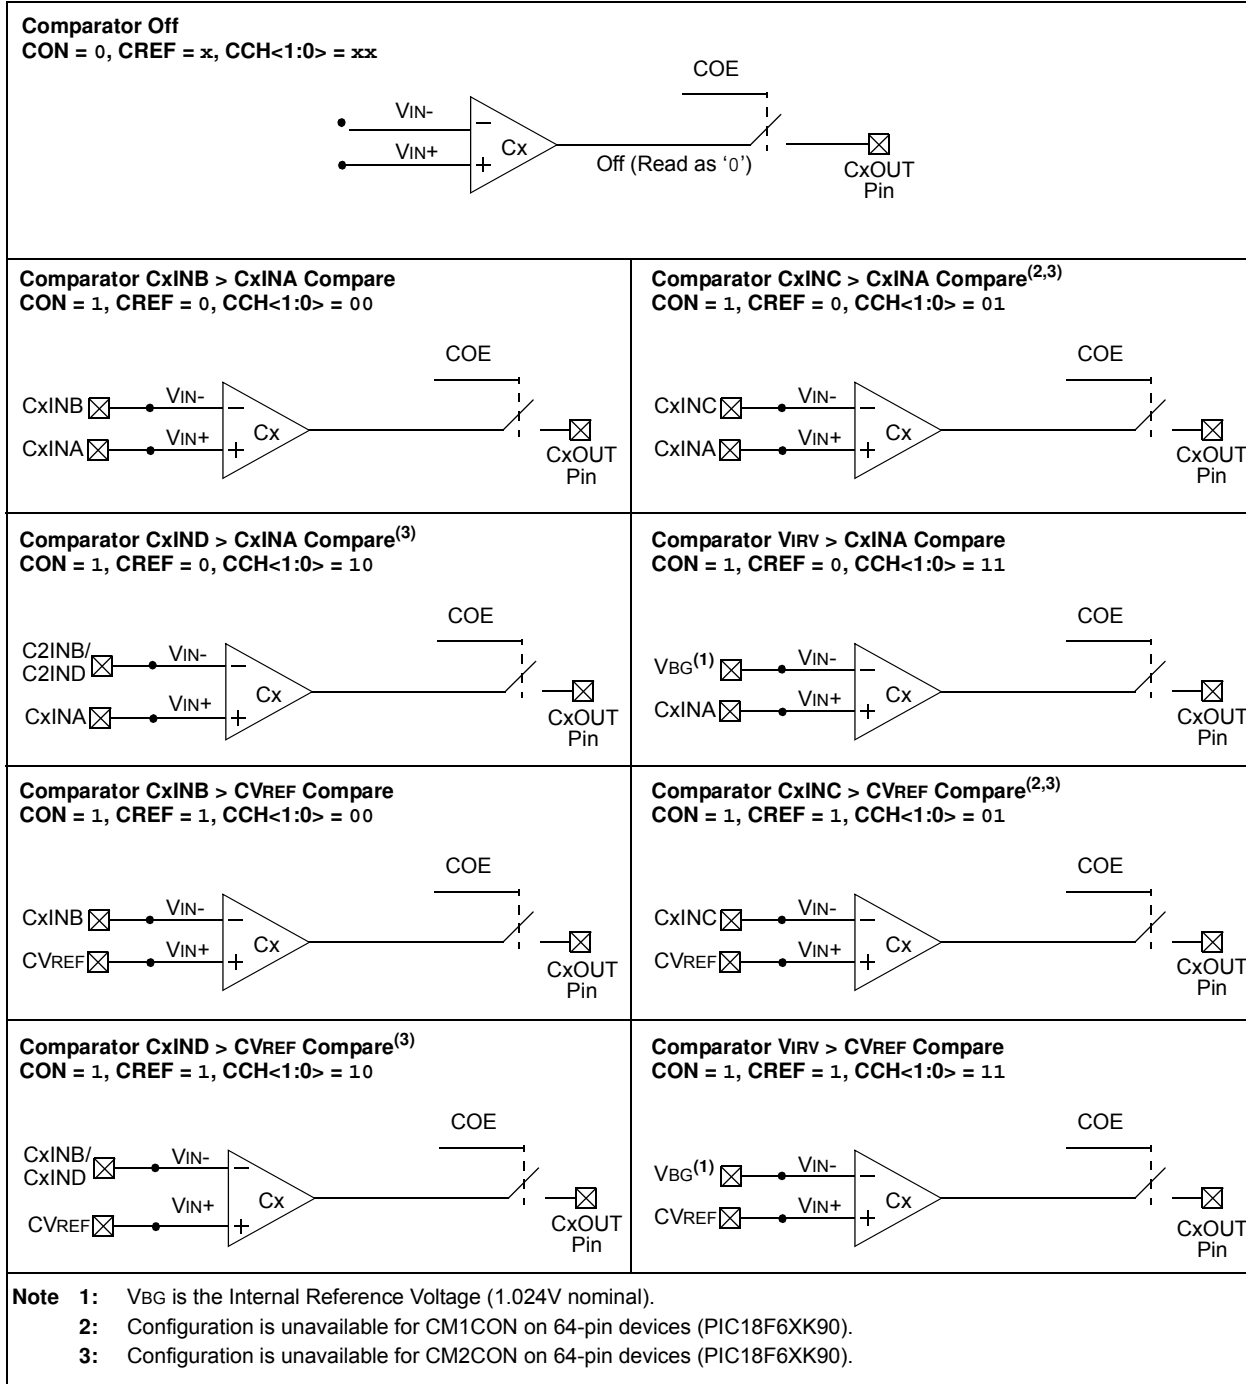 Comparator Off
CON = 0, CREF = x, CCH<1:0> = xx
COE
VIN-
VIN+
Cx
Off (Read as ‘0’)
CxOUT
Pin
Comparator CxINB > CxINA Compare
CON = 1, CREF = 0, CCH<1:0> = 00
COE
CxINB
VIN-
CxINA
VIN+
Cx
CxOUT
Pin
Comparator CxINC > CxINA Compare(2,3)
CON = 1, CREF = 0, CCH<1:0> = 01
COE
CxINC
VIN-
CxINA
VIN+
Cx
CxOUT
Pin
Comparator CxIND > CxINA Compare(3)
CON = 1, CREF = 0, CCH<1:0> = 10
COE
C2INB/
C2IND
VIN-
CxINA
VIN+
Cx
CxOUT
Pin
Comparator VIRV > CxINA Compare
CON = 1, CREF = 0, CCH<1:0> = 11
COE
VBG(1)
VIN-
CxINA
VIN+
Cx
CxOUT
Pin
Comparator CxINB > CVREF Compare
CON = 1, CREF = 1, CCH<1:0> = 00
COE
CxINB
VIN-
CVREF
VIN+
Cx
CxOUT
Pin
Comparator CxINC > CVREF Compare(2,3)
CON = 1, CREF = 1, CCH<1:0> = 01
COE
CxINC
VIN-
CVREF
VIN+
Cx
CxOUT
Pin
Comparator CxIND > CVREF Compare(3)
CON = 1, CREF = 1, CCH<1:0> = 10
COE
CxINB/
CxIND
VIN-
CVREF
VIN+
Cx
CxOUT
Pin
Comparator VIRV > CVREF Compare
CON = 1, CREF = 1, CCH<1:0> = 11
COE
VBG(1)
VIN-
CVREF
VIN+
Cx
CxOUT
Pin
Note 1: VBG is the Internal Reference Voltage (1.024V nominal).
2: Configuration is unavailable for CM1CON on 64-pin devices (PIC18F6XK90).
3: Configuration is unavailable for CM2CON on 64-pin devices (PIC18F6XK90).